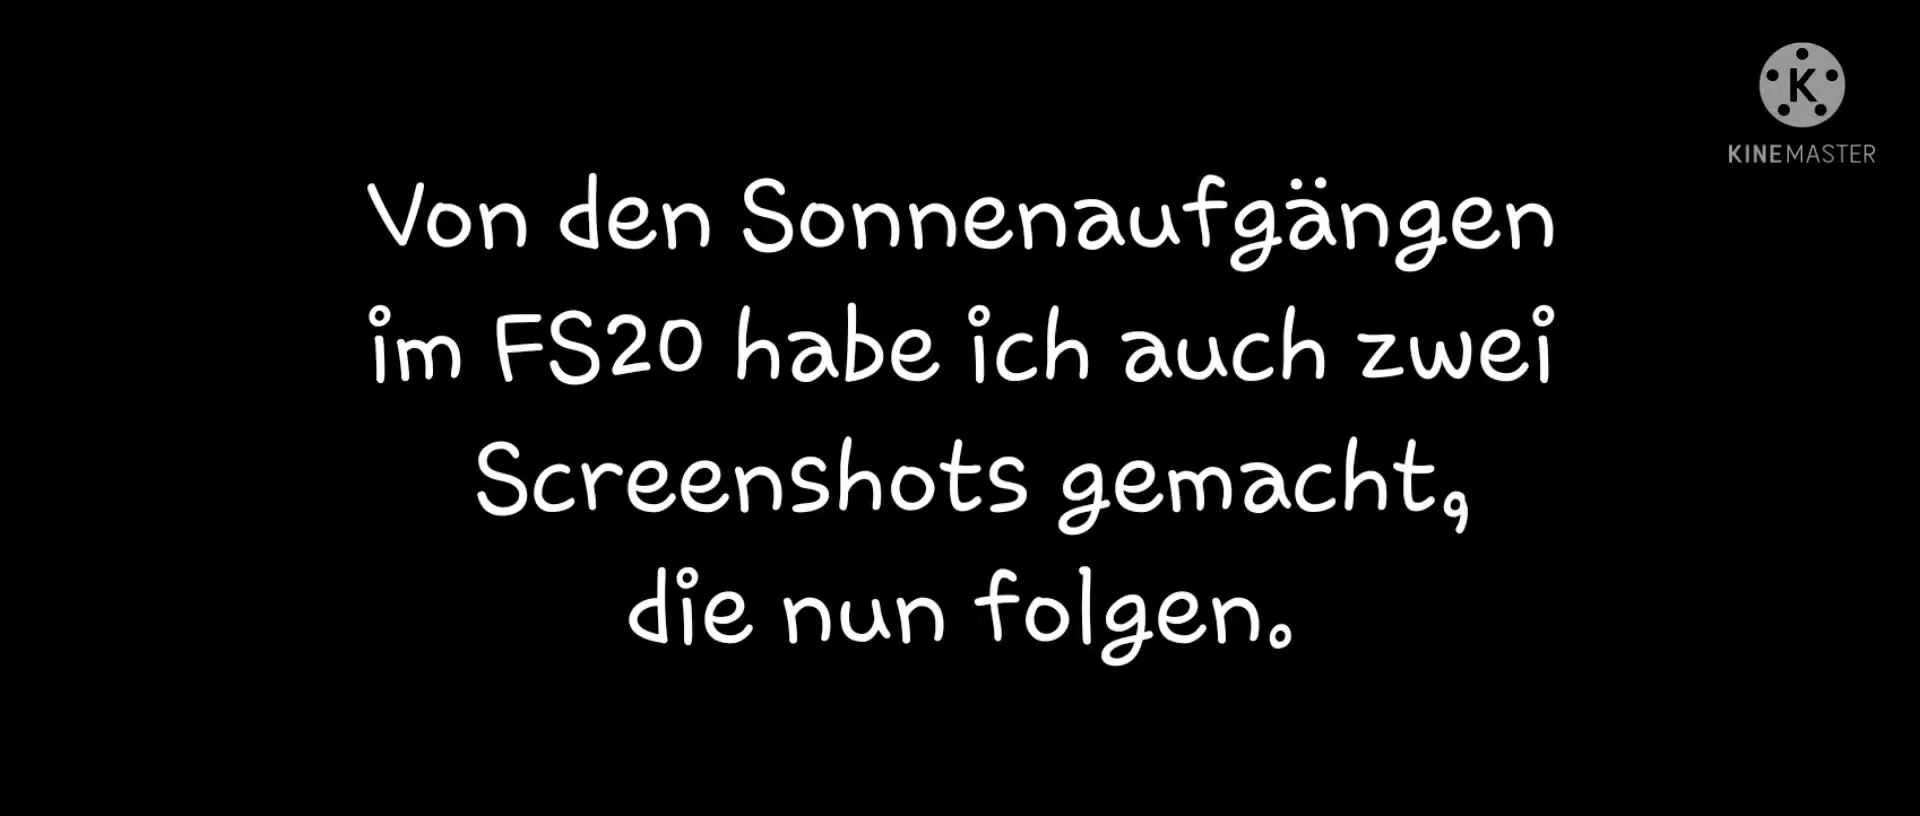 K
KINEMASTER
Von den Sonnenaufgängen
im FS20 habe ich auch zwei
Screenshots gemacht,
die nun folgen.